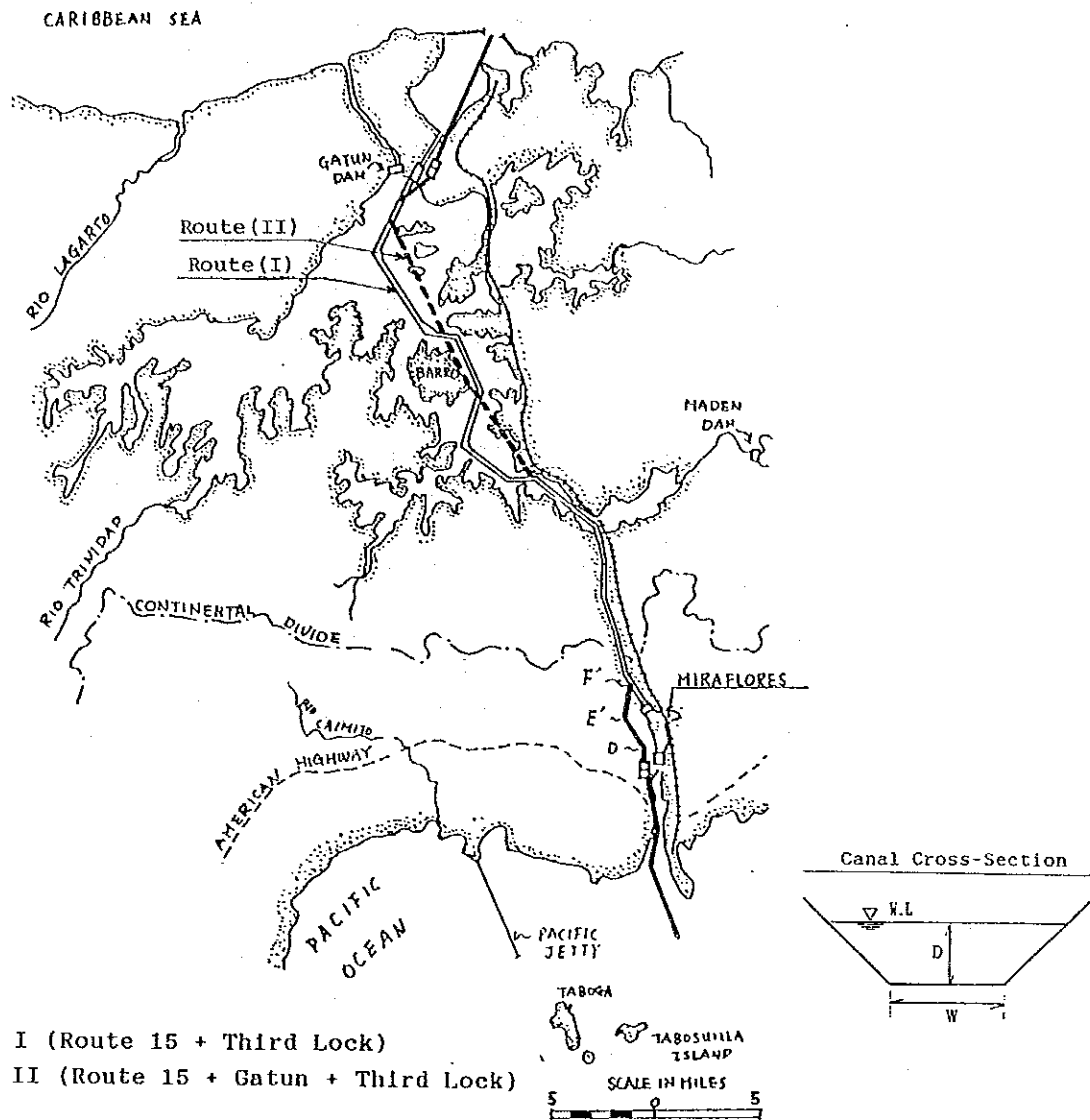 CARIBBEAN SEA
GATUN
DAM
Route(II)
Route(I)
RIO LAGARTO
BARRO
MADEN
DAM
RIO TRINIDAD
CONTINENTAL DIVIDE
F'
MIRAFLORES
E'
RIO CAIMITO
D
AMERICAN HIGHWAY
Canal Cross-Section
W.L
D
W
PACIFIC
OCEAN
PACIFIC
JETTY
TABOGA
TABOSUILLA
ISLAND
I (Route 15 + Third Lock)
II (Route 15 + Gatun + Third Lock)
SCALE IN MILES
5 0 5